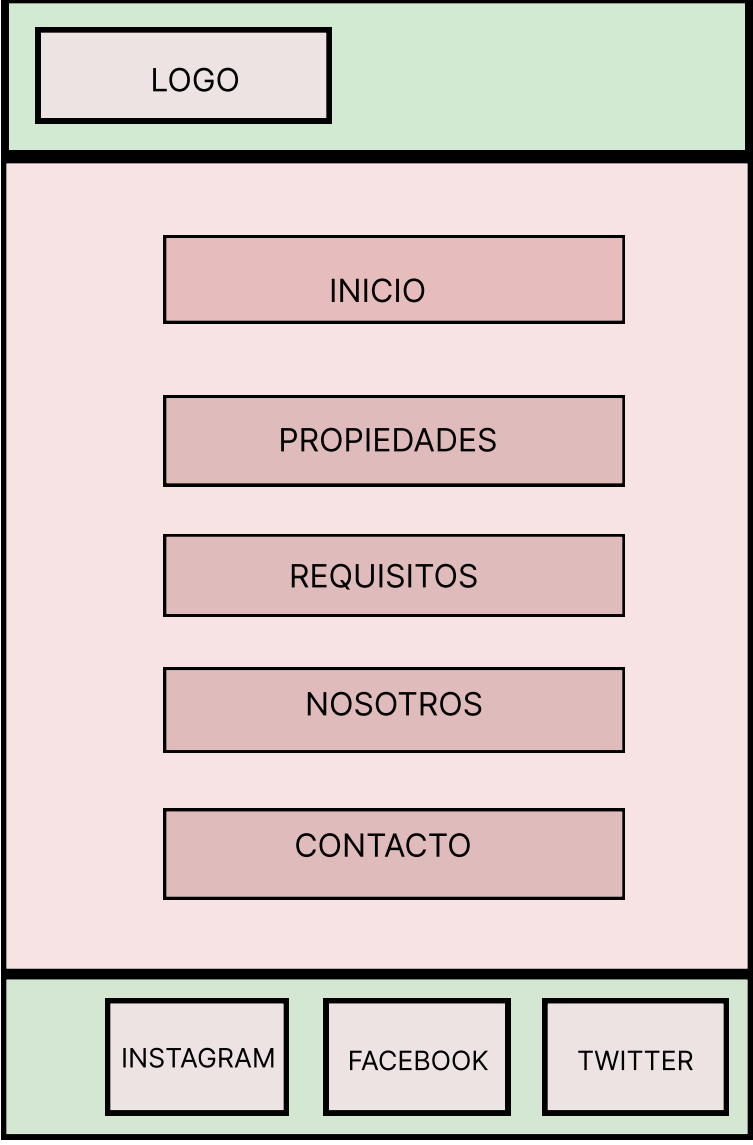 LOGO
INICIO
PROPIEDADES
REQUISITOS
NOSOTROS
CONTACTO
INSTAGRAM
FACEBOOK
TWITTER